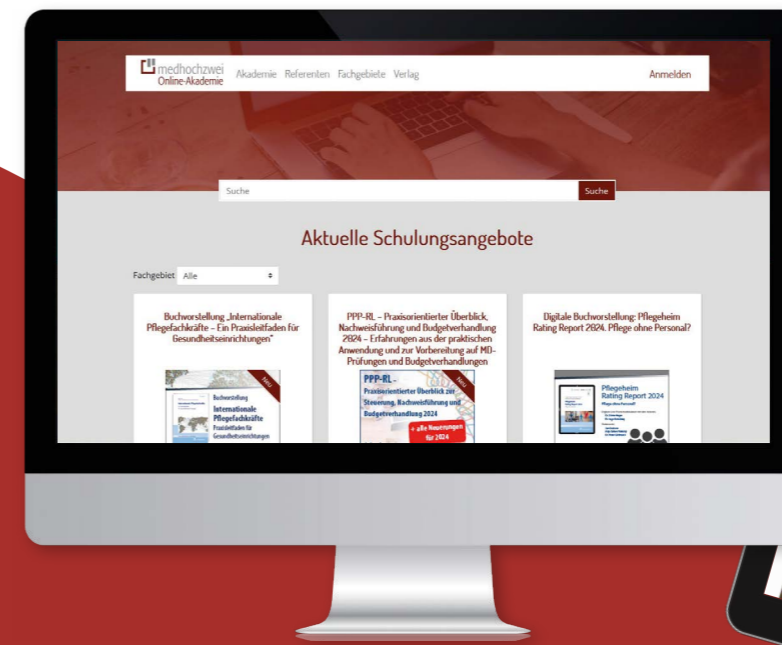 medhochzwei
Online-Akademie
Akademie Referenten Fachgebiete Verlag
Anmelden
Suche
Suche
Aktuelle Schulungsangebote
Fachgebiet Alle
Buchvorstellung „Internationale
Pflegefachkräfte – Ein Praxisleitfaden für
Gesundheitseinrichtungen“
Neu
Buchvorstellung
Internationale
Pflegefachkräfte
Praxisleitfaden für
Gesundheitseinrichtungen
PPP-RL – Praxisorientierter Überblick,
Nachweisführung und Budgetverhandlung
2024 – Erfahrungen aus der praktischen
Anwendung und zur Vorbereitung auf MD-
Prüfungen und Budgetverhandlungen
Neu
PPP-RL -
Praxisorientierter Überblick zur
Steuerung, Nachweisführung und
Budgetverhandlung 2024
+ alle Neuerungen
für 2024
Digitale Buchvorstellung: Pflegeheim
Rating Report 2024. Pflege ohne Personal?
Pflegeheim
Rating Report 2024
Pflege ohne Personal?